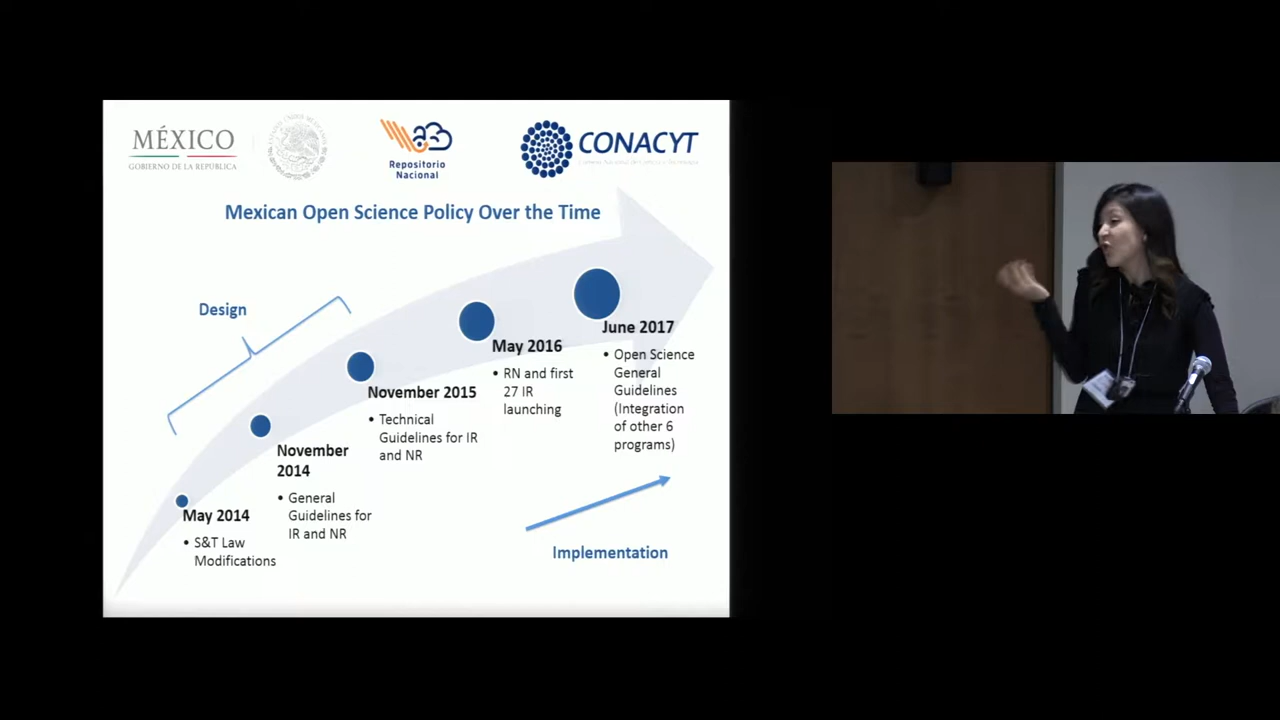 MÉXICO
GOBIERNO DE LA REPÚBLICA
Repositorio
Nacional
CONACYT
Mexican Open Science Policy Over the Time
Design
May 2014
• S&T Law
Modifications
November
2014
• General
Guidelines for
IR and NR
November 2015
• Technical
Guidelines for IR
and NR
May 2016
• RN and first
27 IR
launching
June 2017
• Open Science
General
Guidelines
(Integration
of other 6
programs)
Implementation